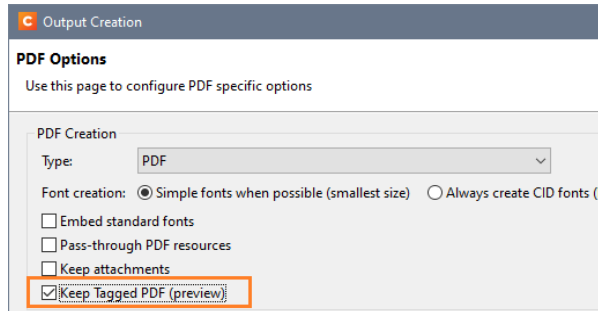 C Output Creation
PDF Options
Use this page to configure PDF specific options
PDF Creation
Type: PDF
Font creation: Simple fonts when possible (smallest size) Always create CID fonts (
Embed standard fonts
Pass-through PDF resources
Keep attachments
Keep Tagged PDF (preview)